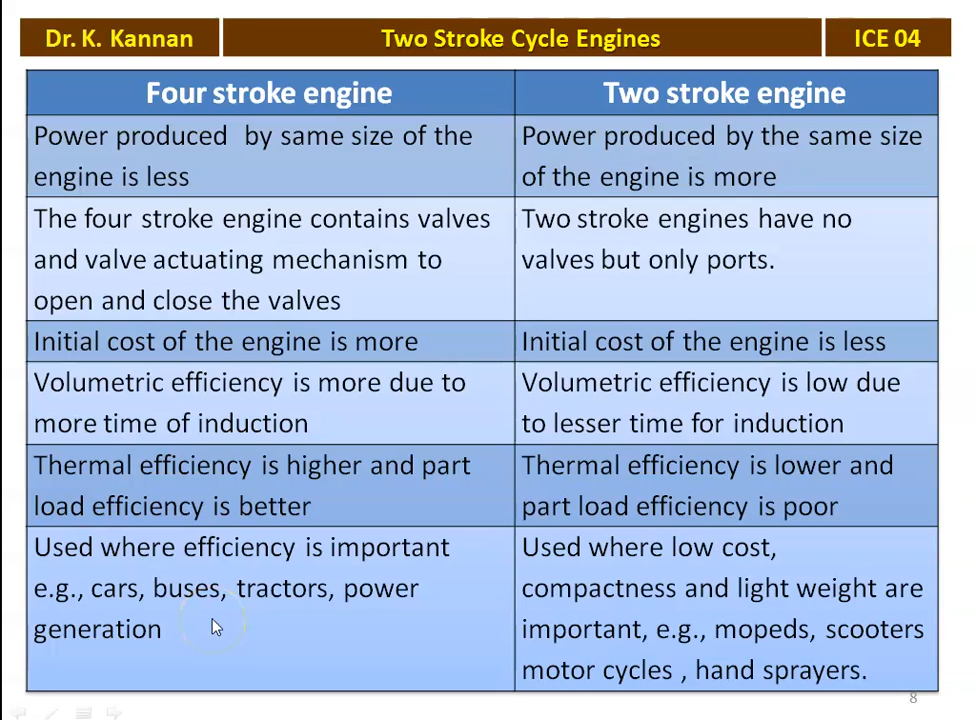 Dr. K. Kannan
Two Stroke Cycle Engines
ICE 04
Four stroke engine
Two stroke engine
Power produced by same size of the
engine is less
Power produced by the same size
of the engine is more
The four stroke engine contains valves
and valve actuating mechanism to
open and close the valves
Two stroke engines have no
valves but only ports.
Initial cost of the engine is more
Initial cost of the engine is less
Volumetric efficiency is more due to
more time of induction
Volumetric efficiency is low due
to lesser time for induction
Thermal efficiency is higher and part
load efficiency is better
Thermal efficiency is lower and
part load efficiency is poor
Used where efficiency is important
e.g., cars, buses, tractors, power
generation
Used where low cost,
compactness and light weight are
important, e.g., mopeds, scooters
motor cycles , hand sprayers.
8